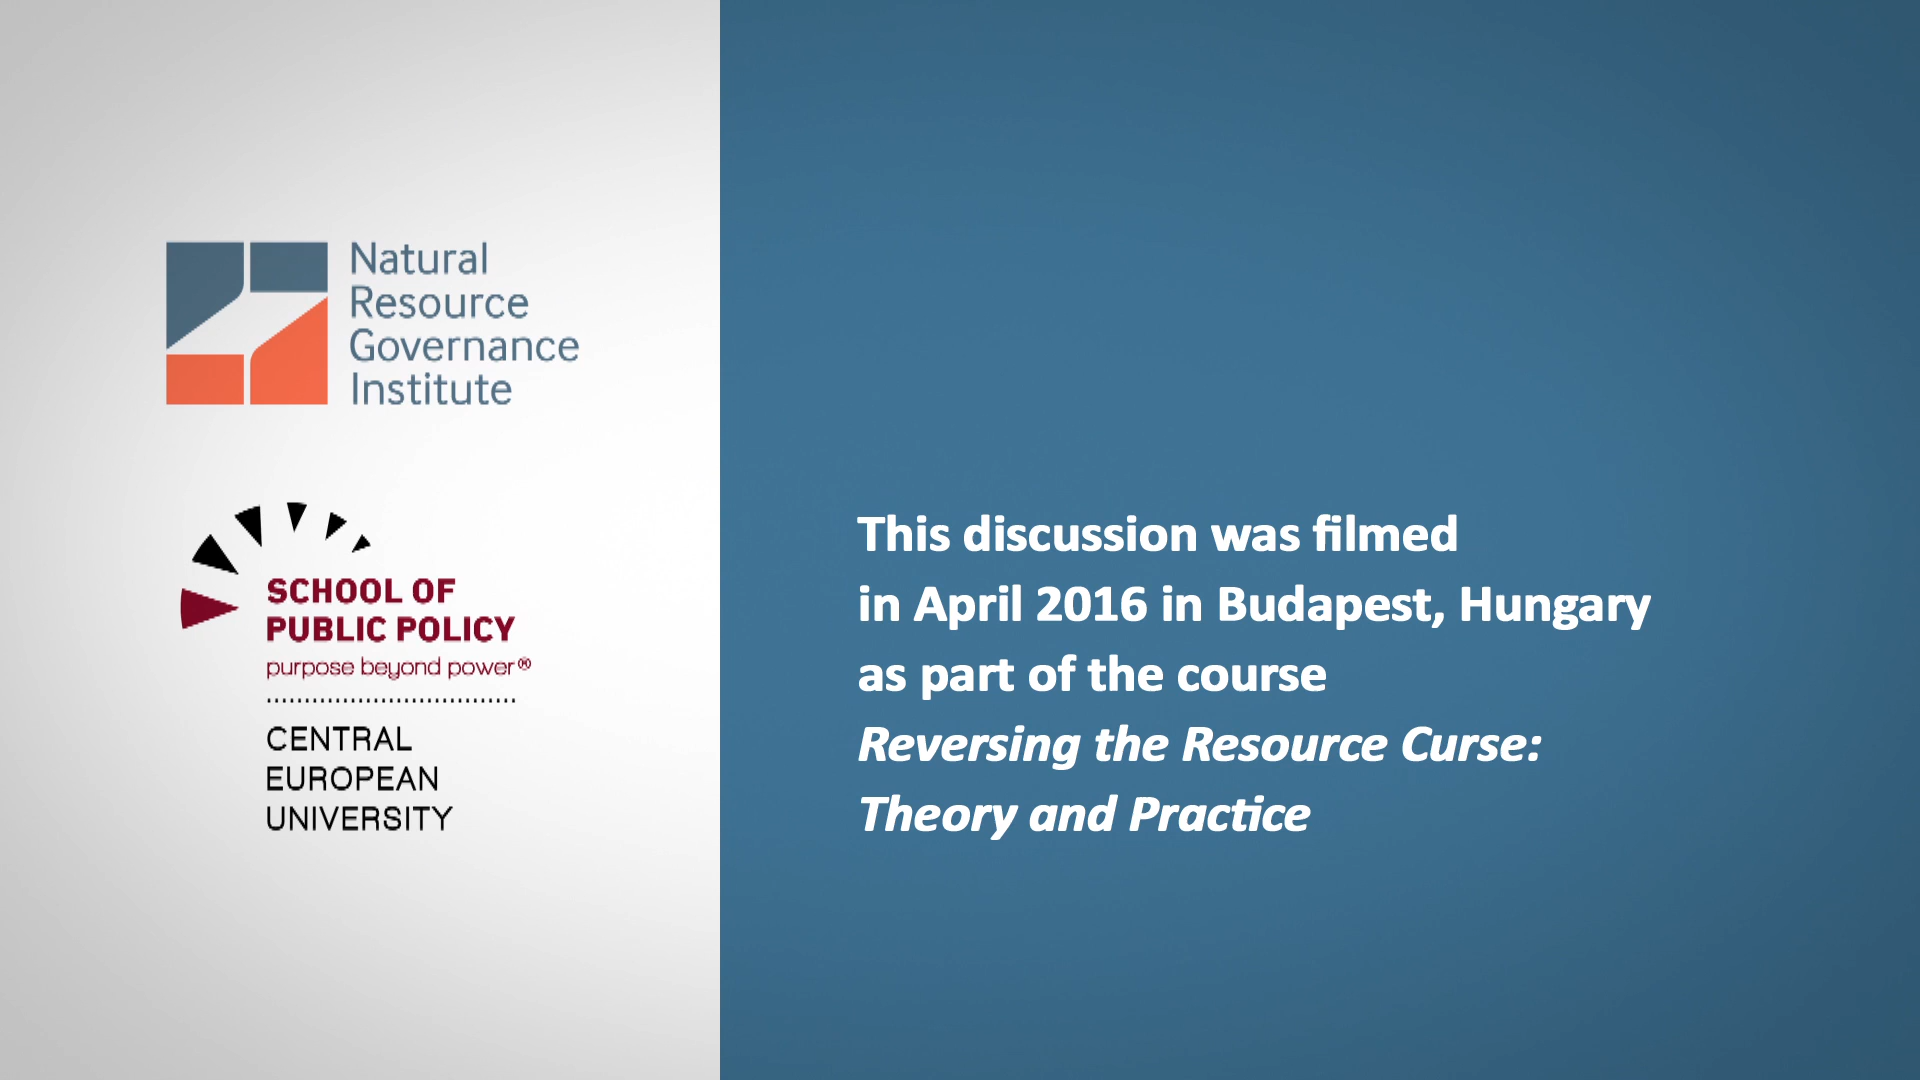 Natural
Resource
Governance
Institute
SCHOOL OF
PUBLIC POLICY
purpose beyond power®
CENTRAL
EUROPEAN
UNIVERSITY
This discussion was filmed
in April 2016 in Budapest, Hungary
as part of the course
Reversing the Resource Curse:
Theory and Practice